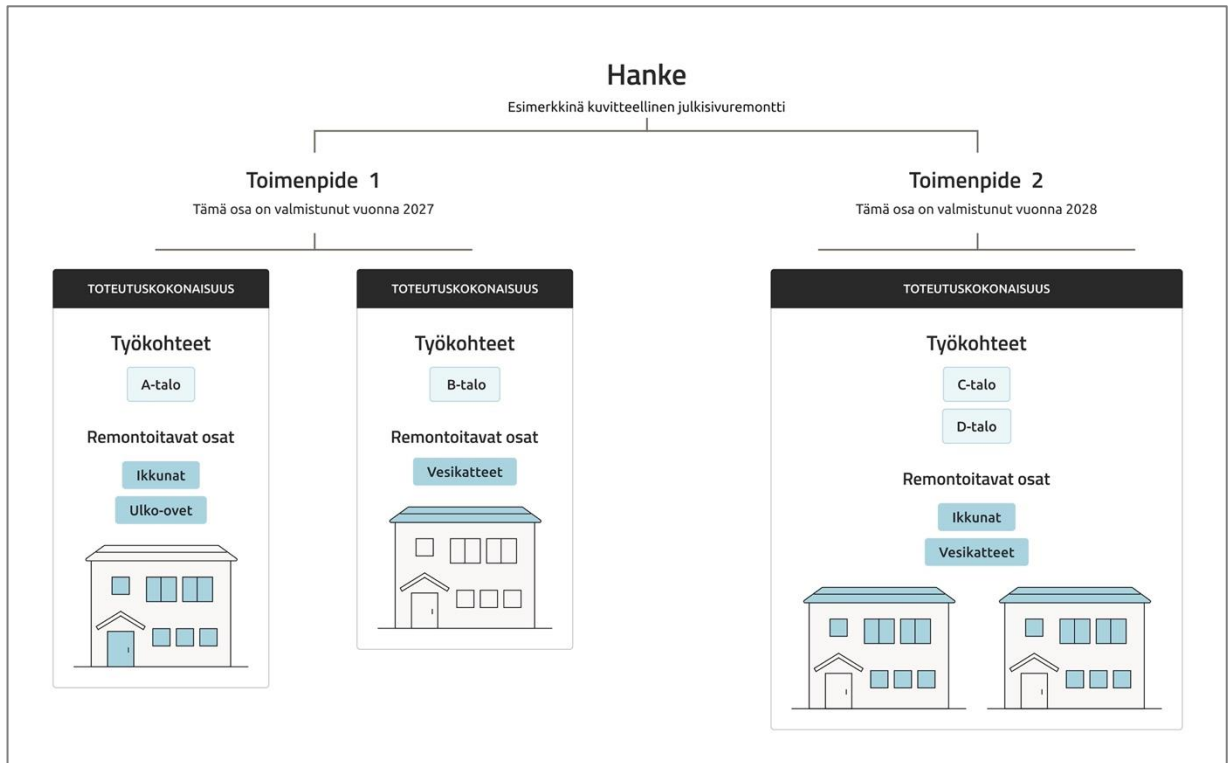 Hanke
Esimerkkinä kuvitteellinen julkisivuremontti
Toimenpide 1
Tämä osa on valmistunut vuonna 2027
TOTEUTUSKOKONAISUUS
Työkohteet
A-talo
Remontoitavat osat
Ikkunat
Ulko-ovet
TOTEUTUSKOKONAISUUS
Työkohteet
B-talo
Remontoitavat osat
Vesikatteet
Toimenpide 2
Tämä osa on valmistunut vuonna 2028
TOTEUTUSKOKONAISUUS
Työkohteet
C-talo
D-talo
Remontoitavat osat
Ikkunat
Vesikatteet